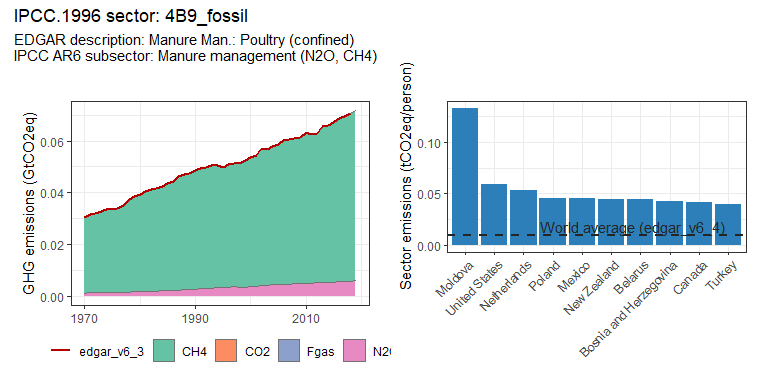 IPCC.1996 sector: 4B9_fossil
EDGAR description: Manure Man.: Poultry (confined)
IPCC AR6 subsector: Manure management (N2O, CH4)
GHG emissions (GtCO2eq)
0.06
0.04
0.02
0.00
1970
1990
2010
edgar_v6_3
CH4
CO2
Fgas
N2O
Sector emissions (tCO2eq/person)
0.10
0.05
0.00
World average (edgar_v6_4)
Moldova
United States
Netherlands
Poland
Mexico
New Zealand
Belarus
Bosnia and Herzegovina
Canada
Turkey